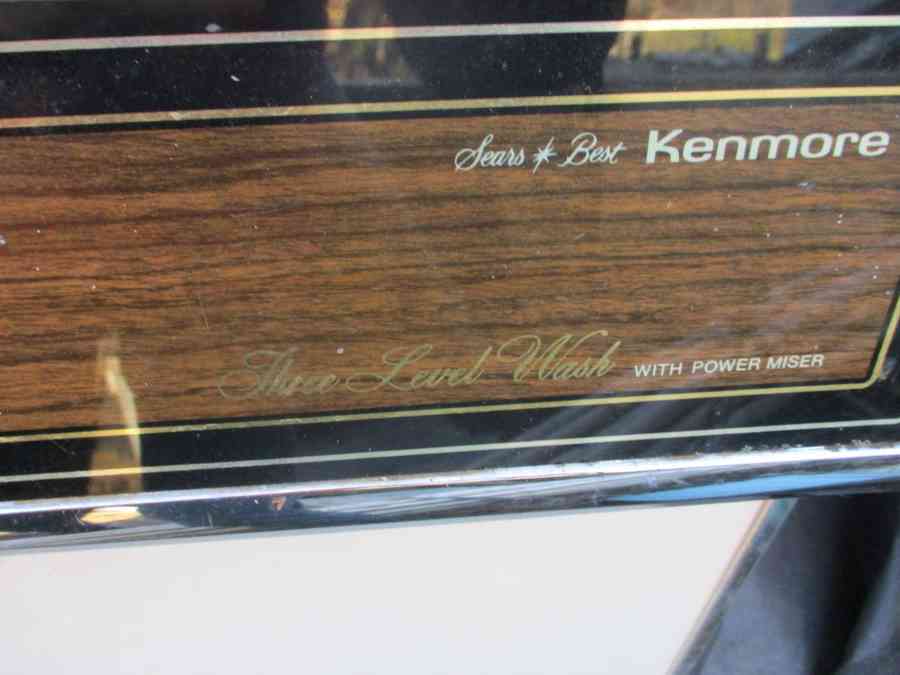 Sears * Best Kenmore
Three Level Wash WITH POWER MISER